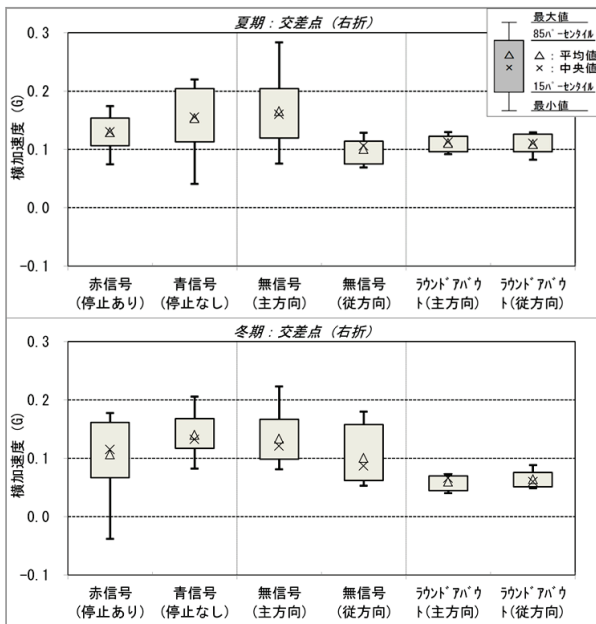 夏期：交差点（右折）
最大値
85ﾊﾟｰｾﾝﾀｲﾙ
△：平均値
×：中央値
15ﾊﾟｰｾﾝﾀｲﾙ
最小値
横加速度 (G)
0.3
0.2
0.1
0.0
-0.1
赤信号
(停止あり)
青信号
(停止なし)
無信号
(主方向)
無信号
(従方向)
ﾗｳﾝﾄﾞｱﾊﾞｳ
ﾄ(主方向)
ﾗｳﾝﾄﾞｱﾊﾞｳ
ﾄ(従方向)
冬期：交差点（右折）
横加速度 (G)
0.3
0.2
0.1
0.0
-0.1
赤信号
(停止あり)
青信号
(停止なし)
無信号
(主方向)
無信号
(従方向)
ﾗｳﾝﾄﾞｱﾊﾞｳ
ﾄ(主方向)
ﾗｳﾝﾄﾞｱﾊﾞｳ
ﾄ(従方向)